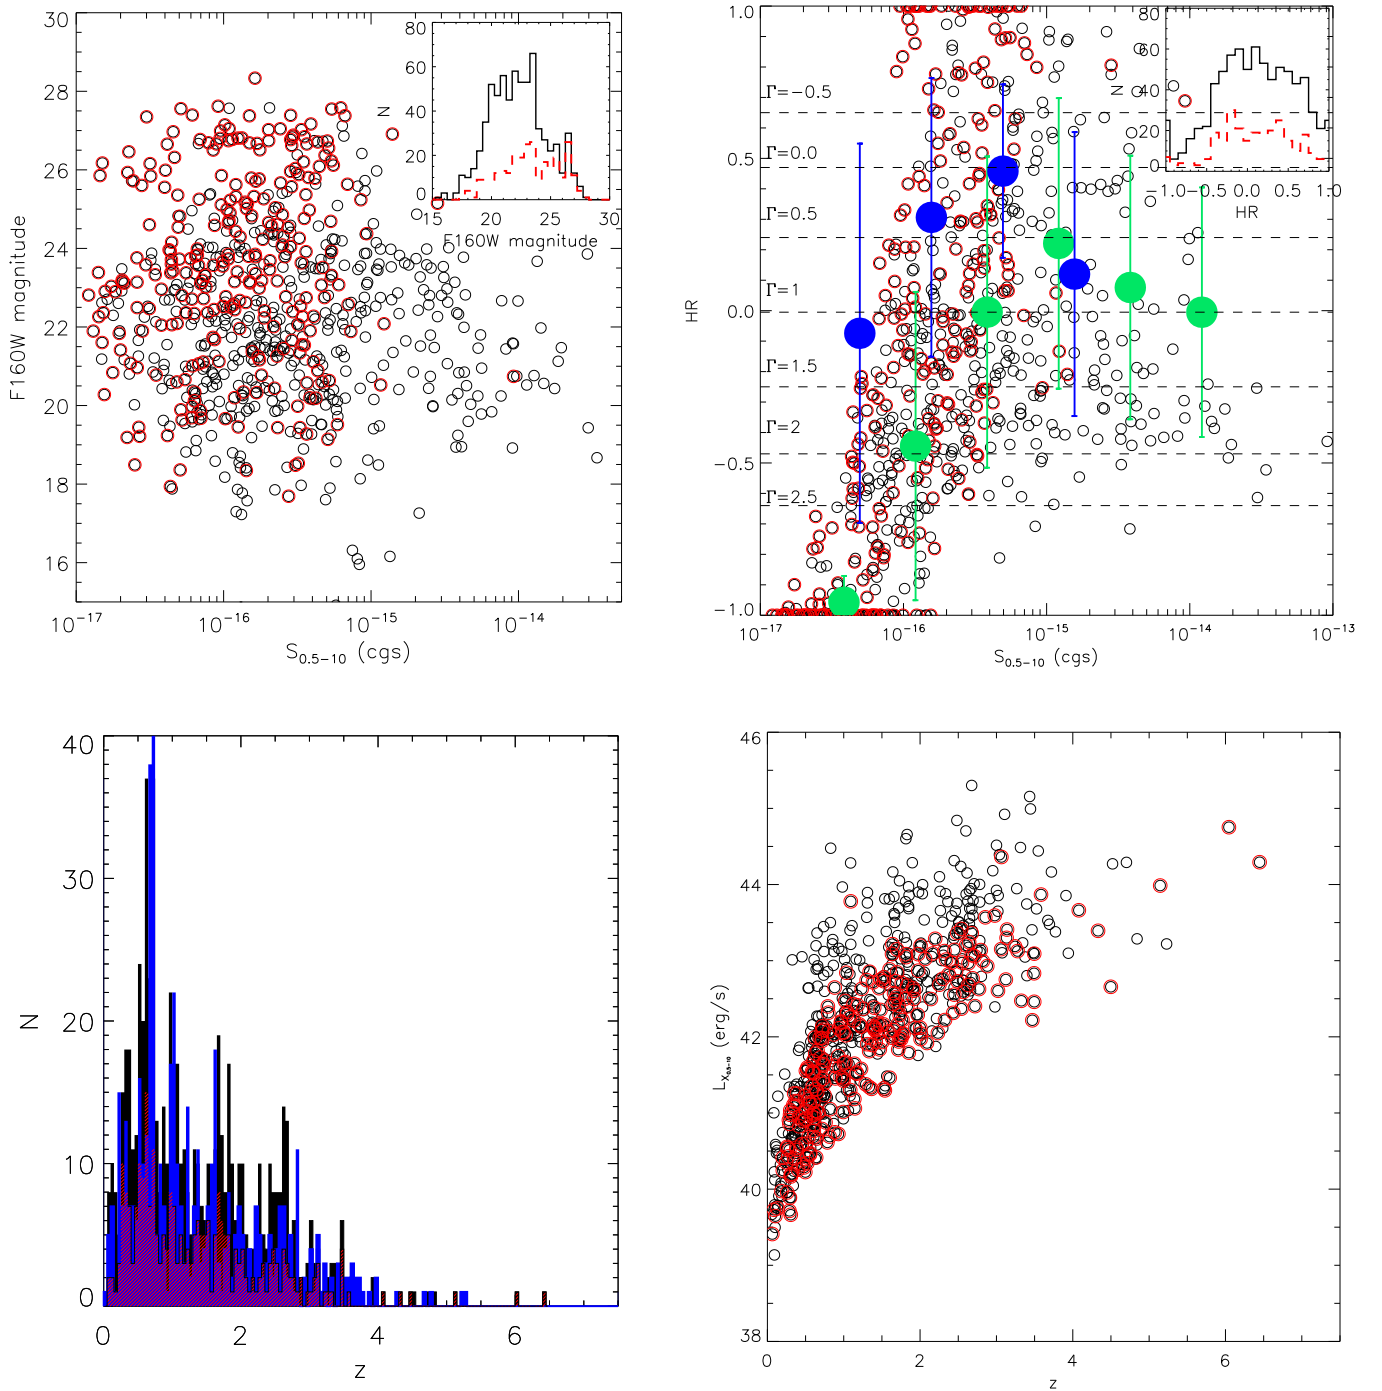 30
28
26
24
22
20
18
16
F160W magnitude
10⁻¹⁷ 10⁻¹⁶ 10⁻¹⁵ 10⁻¹⁴
S₀.₅₋₁₀ (cgs)
80
60
40
20
0
N
15 20 25 30
F160W magnitude
1.0
0.5
0.0
−0.5
−1.0
HR
Γ=−0.5
Γ=0.0
Γ=0.5
Γ=1
Γ=1.5
Γ=2
Γ=2.5
10⁻¹⁷ 10⁻¹⁶ 10⁻¹⁵ 10⁻¹⁴ 10⁻¹³
S₀.₅₋₁₀ (cgs)
80
60
40
20
0
N
−1.0 −0.5 0.0 0.5 1.0
HR
40
30
20
10
0
N
0 2 4 6
z
46
44
42
40
38
L_X₀.₅₋₁₀ (erg/s)
0 2 4 6
z